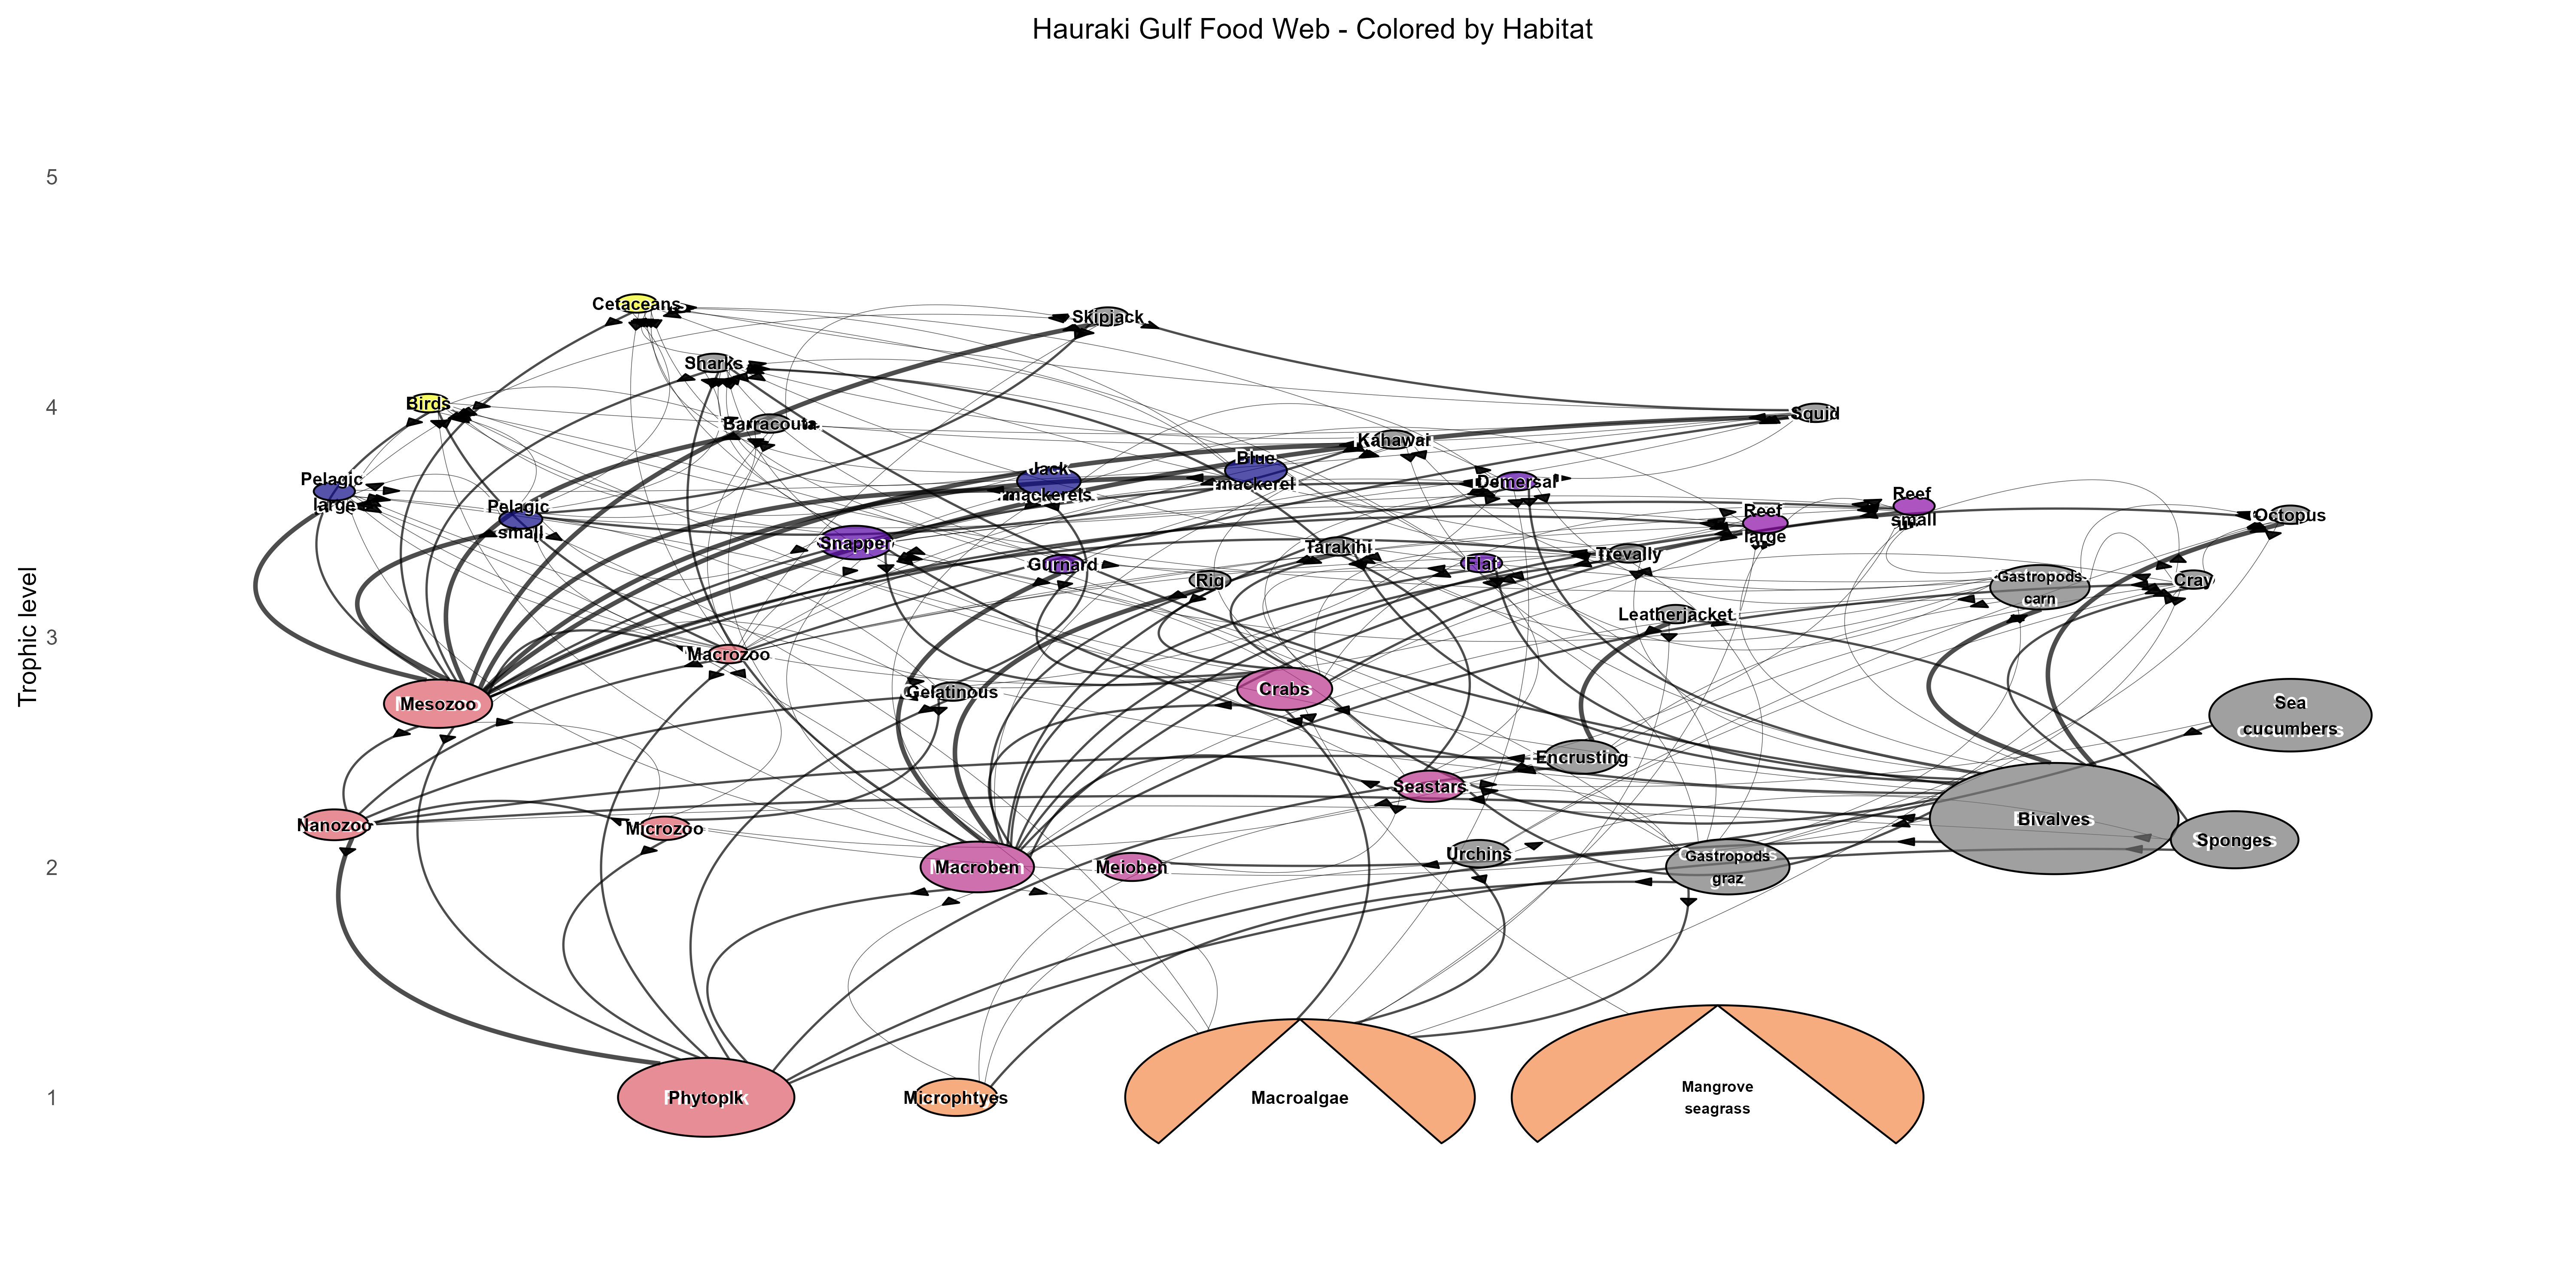 Hauraki Gulf Food Web - Colored by Habitat
Trophic level
5
4
3
2
1
Cetaceans
Skipjack
Sharks
Birds
Squid
Barracouta
Kahawai
Blue
mackerel
Jack
mackerels
Pelagic
large
Demersal
Reef
small
Pelagic
small
Reef
large
Octopus
Snapper
Tarakihi
Trevally
Gurnard
Flat
Rig
Gastropods
carn
Cray
Leatherjacket
Macrozoo
Gelatinous
Crabs
Mesozoo
Sea
cucumbers
Encrusting
Seastars
Nanozoo
Microzoo
Bivalves
Sponges
Urchins
Macroben
Meioben
Gastropods
graz
Phytoplk
Microphtyes
Macroalgae
Mangrove
seagrass